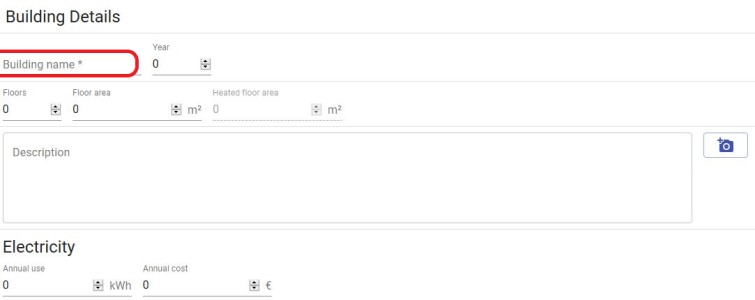 Building Details
Year
Building name * 0
Floors Floor area Heated floor area
0 0 m² 0 m²
Description
Electricity
Annual use Annual cost
0 kWh 0 €